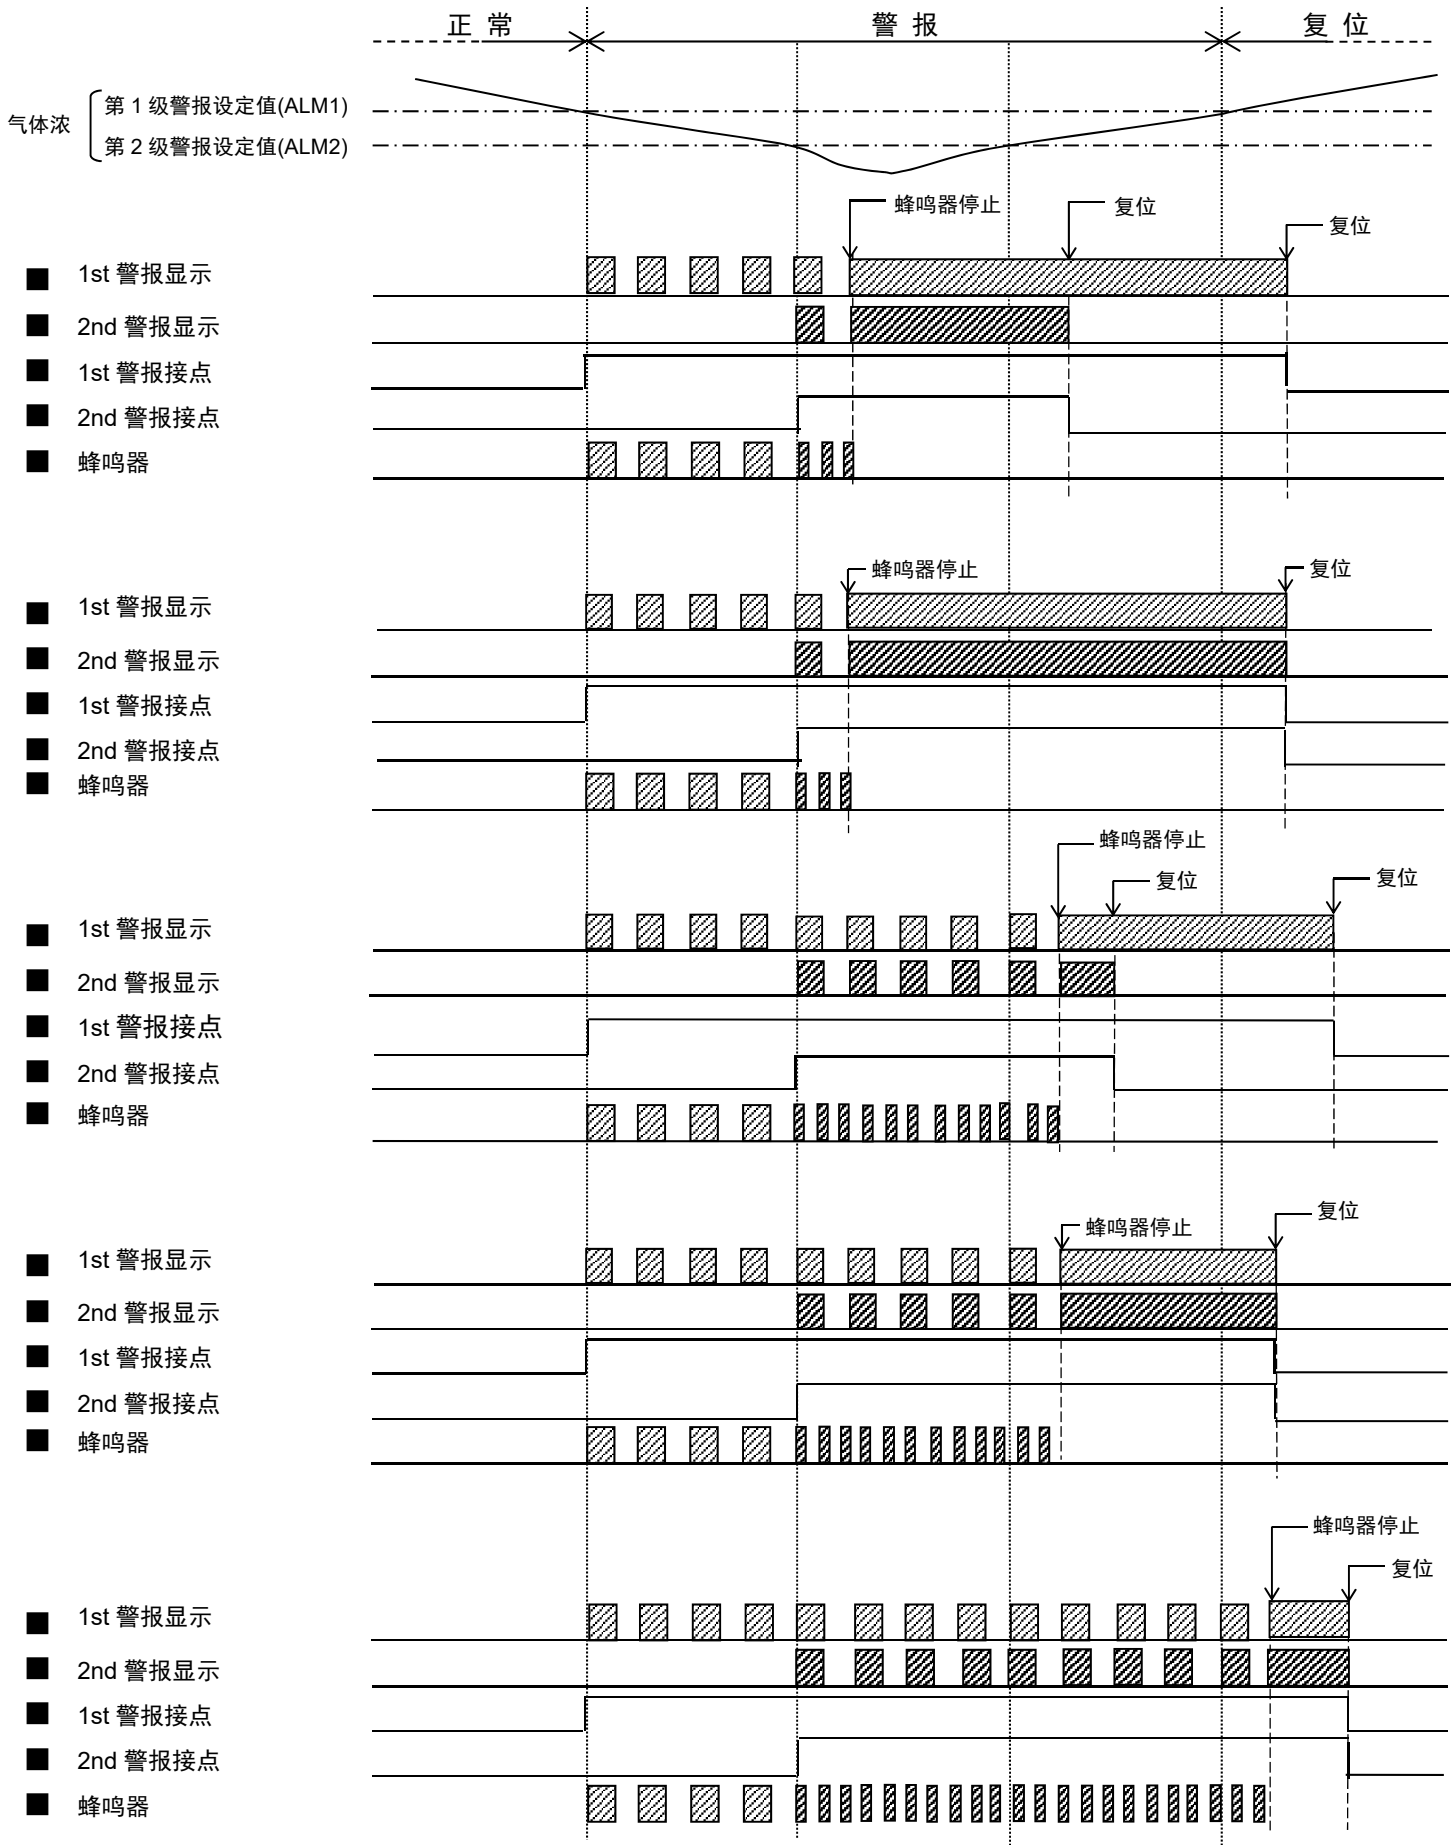 正 常
警 报
复 位
气体浓
第 1 级警报设定值(ALM1)
第 2 级警报设定值(ALM2)
蜂鸣器停止
复位
复位
1st 警报显示
2nd 警报显示
1st 警报接点
2nd 警报接点
蜂鸣器
蜂鸣器停止
复位
1st 警报显示
2nd 警报显示
1st 警报接点
2nd 警报接点
蜂鸣器
蜂鸣器停止
复位
复位
1st 警报显示
2nd 警报显示
1st 警报接点
2nd 警报接点
蜂鸣器
蜂鸣器停止
复位
1st 警报显示
2nd 警报显示
1st 警报接点
2nd 警报接点
蜂鸣器
蜂鸣器停止
复位
1st 警报显示
2nd 警报显示
1st 警报接点
2nd 警报接点
蜂鸣器